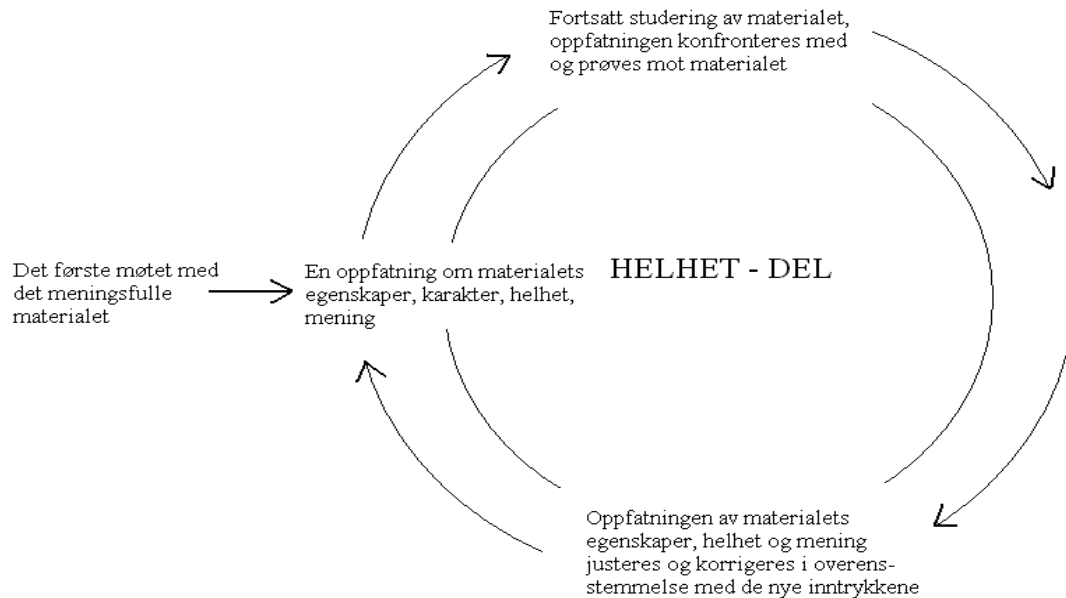 Fortsatt studering av materialet,
oppfatningen konfronteres med
og prøves mot materialet
Det første møtet med
det meningsfulle
materialet
En oppfatning om materialets
egenskaper, karakter, helhet,
mening
HELHET - DEL
Oppfatningen av materialets
egenskaper, helhet og mening
justeres og korrigeres i overens-
stemmelse med de nye inntrykkene